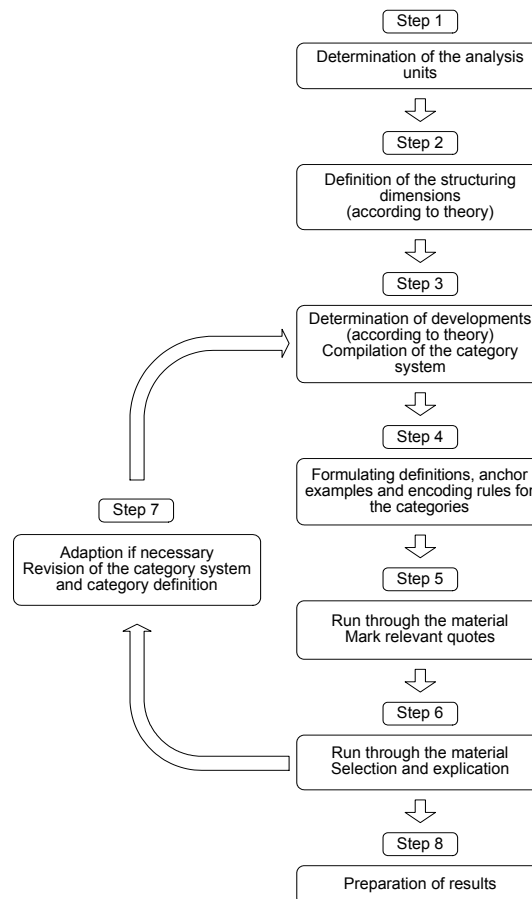 Step 1
Determination of the analysis
units
Step 2
Definition of the structuring
dimensions
(according to theory)
Step 3
Determination of developments
(according to theory)
Compilation of the category
system
Step 4
Formulating definitions, anchor
examples and encoding rules for
the categories
Step 7
Adaption if necessary
Revision of the category system
and category definition
Step 5
Run through the material
Mark relevant quotes
Step 6
Run through the material
Selection and explication
Step 8
Preparation of results